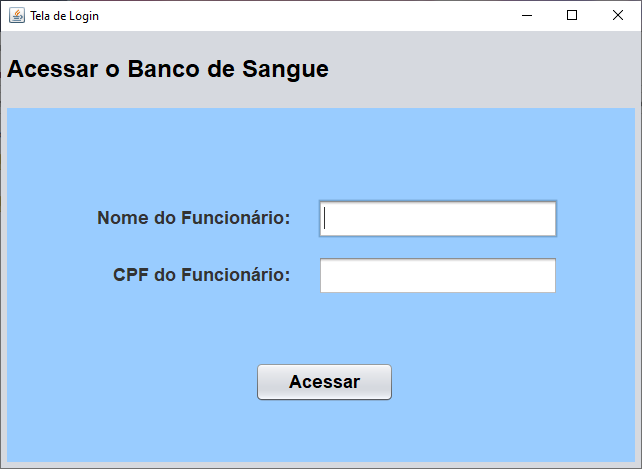 Tela de Login
Acessar o Banco de Sangue
Nome do Funcionário:
CPF do Funcionário:
Acessar